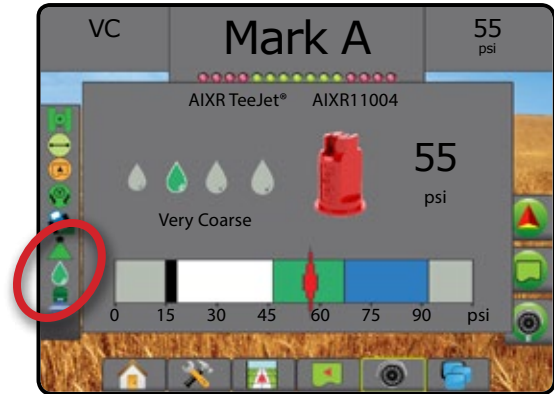 VC
Mark A
55
psi
AIXR TeeJet® AIXR11004
55
psi
Very Coarse
0 15 30 45 60 75 90 psi